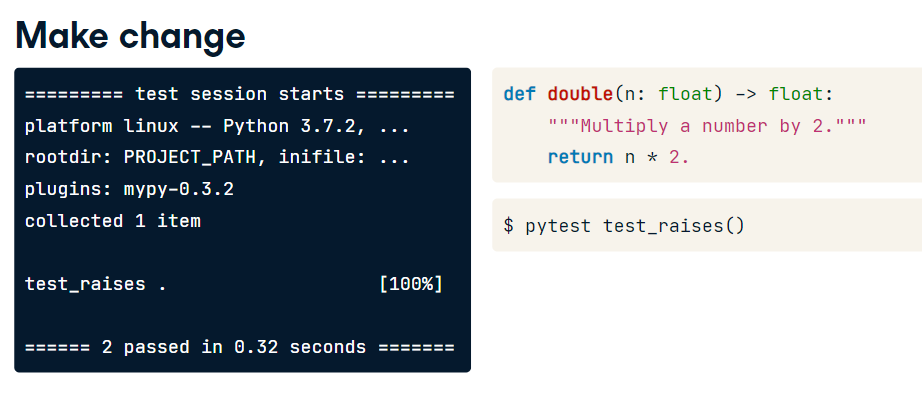 Make change
========= test session starts =========
platform linux -- Python 3.7.2, ...
rootdir: PROJECT_PATH, inifile: ...
plugins: mypy-0.3.2
collected 1 item
test_raises .                   [100%]
====== 2 passed in 0.32 seconds =======
def double(n: float) -> float:
    """Multiply a number by 2."""
    return n * 2.
$ pytest test_raises()